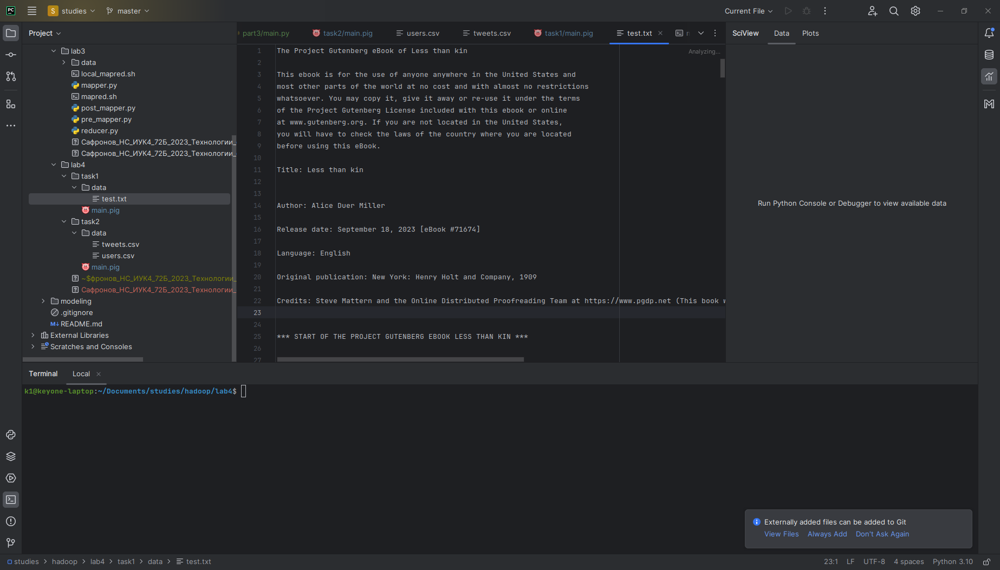 PC
S studies
master
Current File
Project
part3/main.py
task2/main.pig
users.csv
tweets.csv
task1/main.pig
test.txt
SciView
Data
Plots
lab3
data
local_mapred.sh
mapper.py
mapred.sh
post_mapper.py
pre_mapper.py
reducer.py
Сафронов_НС_ИУК4_72Б_2023_Технологии_
Сафронов_НС_ИУК4_72Б_2023_Технологии_
lab4
task1
data
test.txt
main.pig
task2
data
tweets.csv
users.csv
main.pig
~$фронов_НС_ИУК4_72Б_2023_Технологии_
Сафронов_НС_ИУК4_72Б_2023_Технологии_
modeling
.gitignore
M↓ README.md
External Libraries
Scratches and Consoles
Analyzing...
1 The Project Gutenberg eBook of Less than kin
2
3 This ebook is for the use of anyone anywhere in the United States and
4 most other parts of the world at no cost and with almost no restrictions
5 whatsoever. You may copy it, give it away or re-use it under the terms
6 of the Project Gutenberg License included with this ebook or online
7 at www.gutenberg.org. If you are not located in the United States,
8 you will have to check the laws of the country where you are located
9 before using this eBook.
10
11 Title: Less than kin
12
13
14 Author: Alice Duer Miller
15
16 Release date: September 18, 2023 [eBook #71674]
17
18 Language: English
19
20 Original publication: New York: Henry Holt and Company, 1909
21
22 Credits: Steve Mattern and the Online Distributed Proofreading Team at https://www.pgdp.net (This book w
23
24
25 *** START OF THE PROJECT GUTENBERG EBOOK LESS THAN KIN ***
26
27
Run Python Console or Debugger to view available data
Terminal
Local
k1@keyone-laptop:~/Documents/studies/hadoop/lab4$
Externally added files can be added to Git
View Files Always Add Don't Ask Again
studies > hadoop > lab4 > task1 > data > test.txt
23:1 LF UTF-8 4 spaces Python 3.10